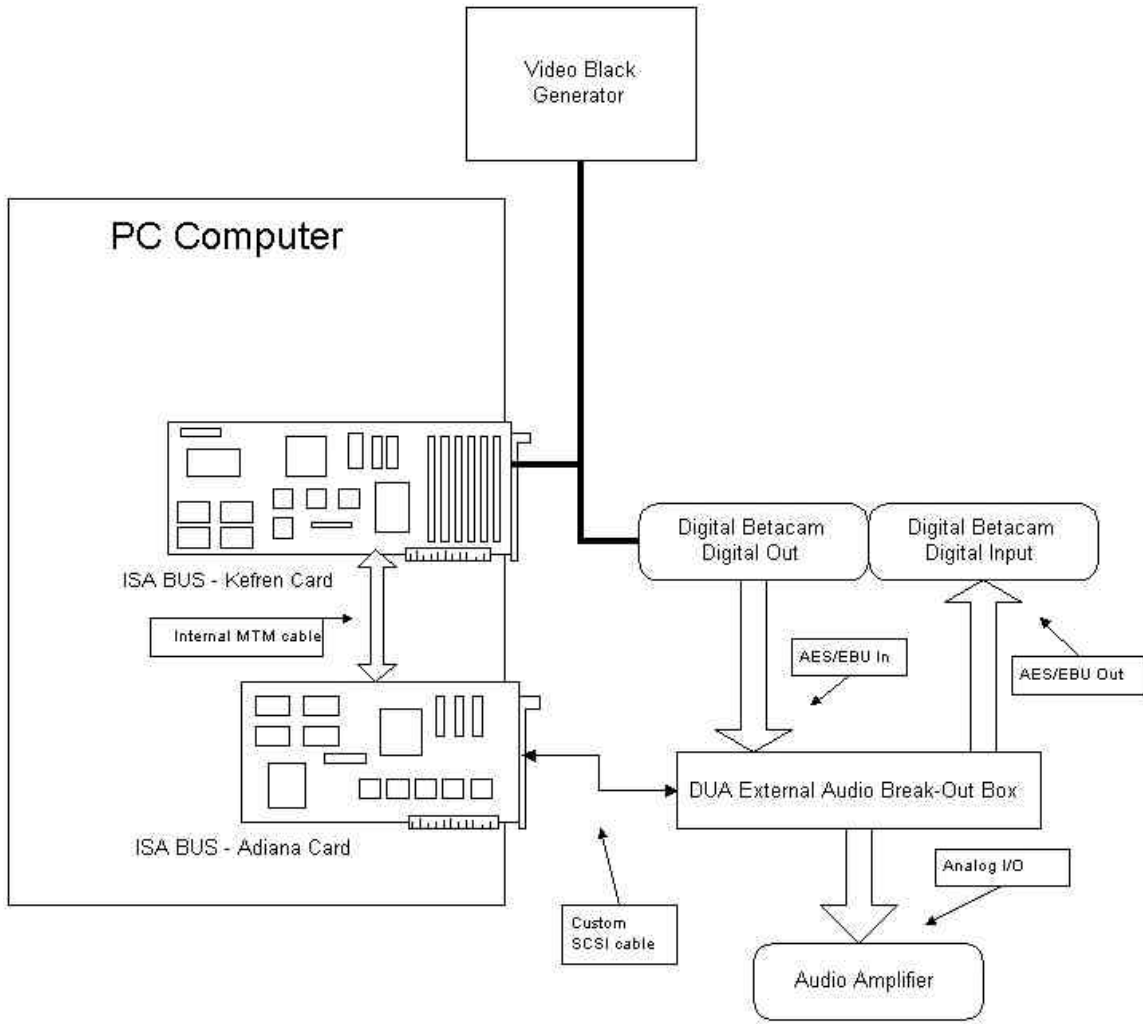 Video Black
Generator
PC Computer
ISA BUS - Kefren Card
Internal MTM cable
Digital Betacam
Digital Out
Digital Betacam
Digital Input
AES/EBU In
AES/EBU Out
DUA External Audio Break-Out Box
ISA BUS - Adiana Card
Custom
SCSI cable
Analog I/O
Audio Amplifier